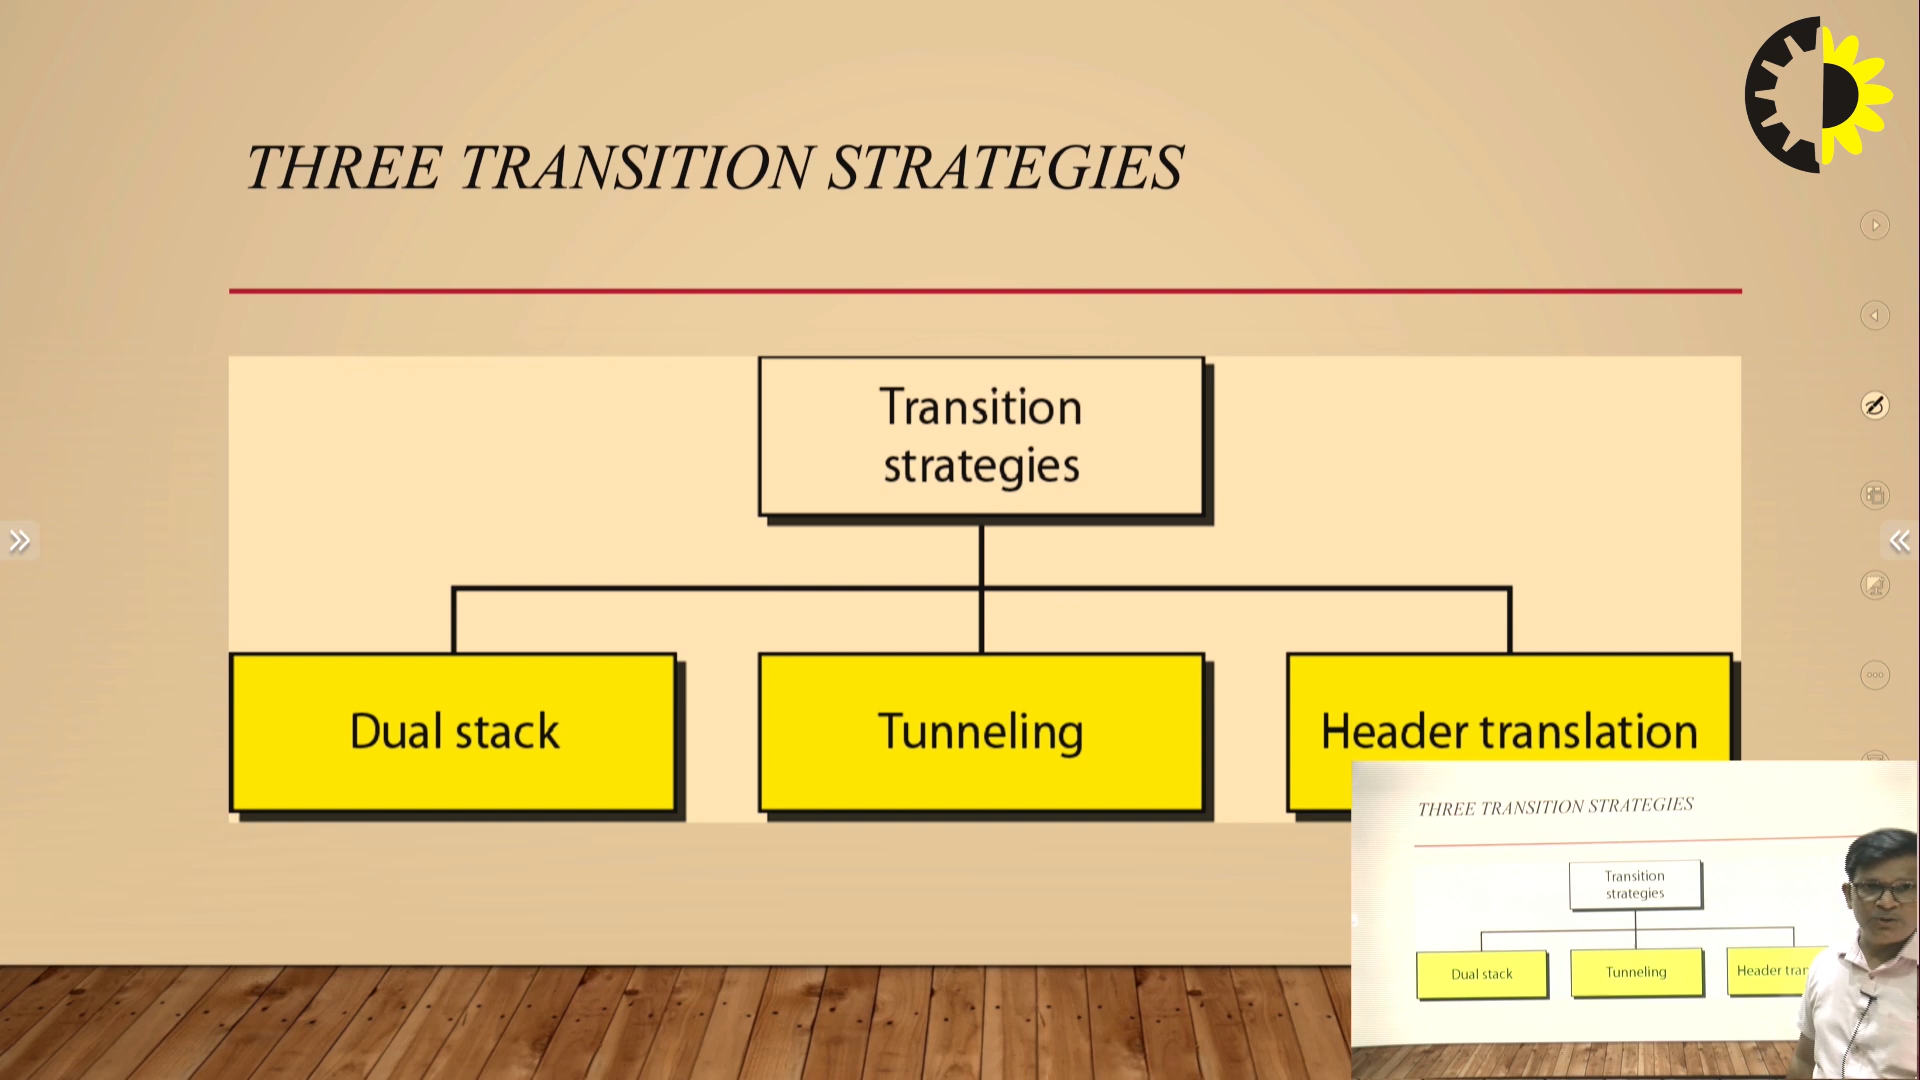 THREE TRANSITION STRATEGIES
Transition
strategies
Dual stack
Tunneling
Header translation
THREE TRANSITION STRATEGIES
Transition
strategies
Dual stack
Tunneling
Header tran